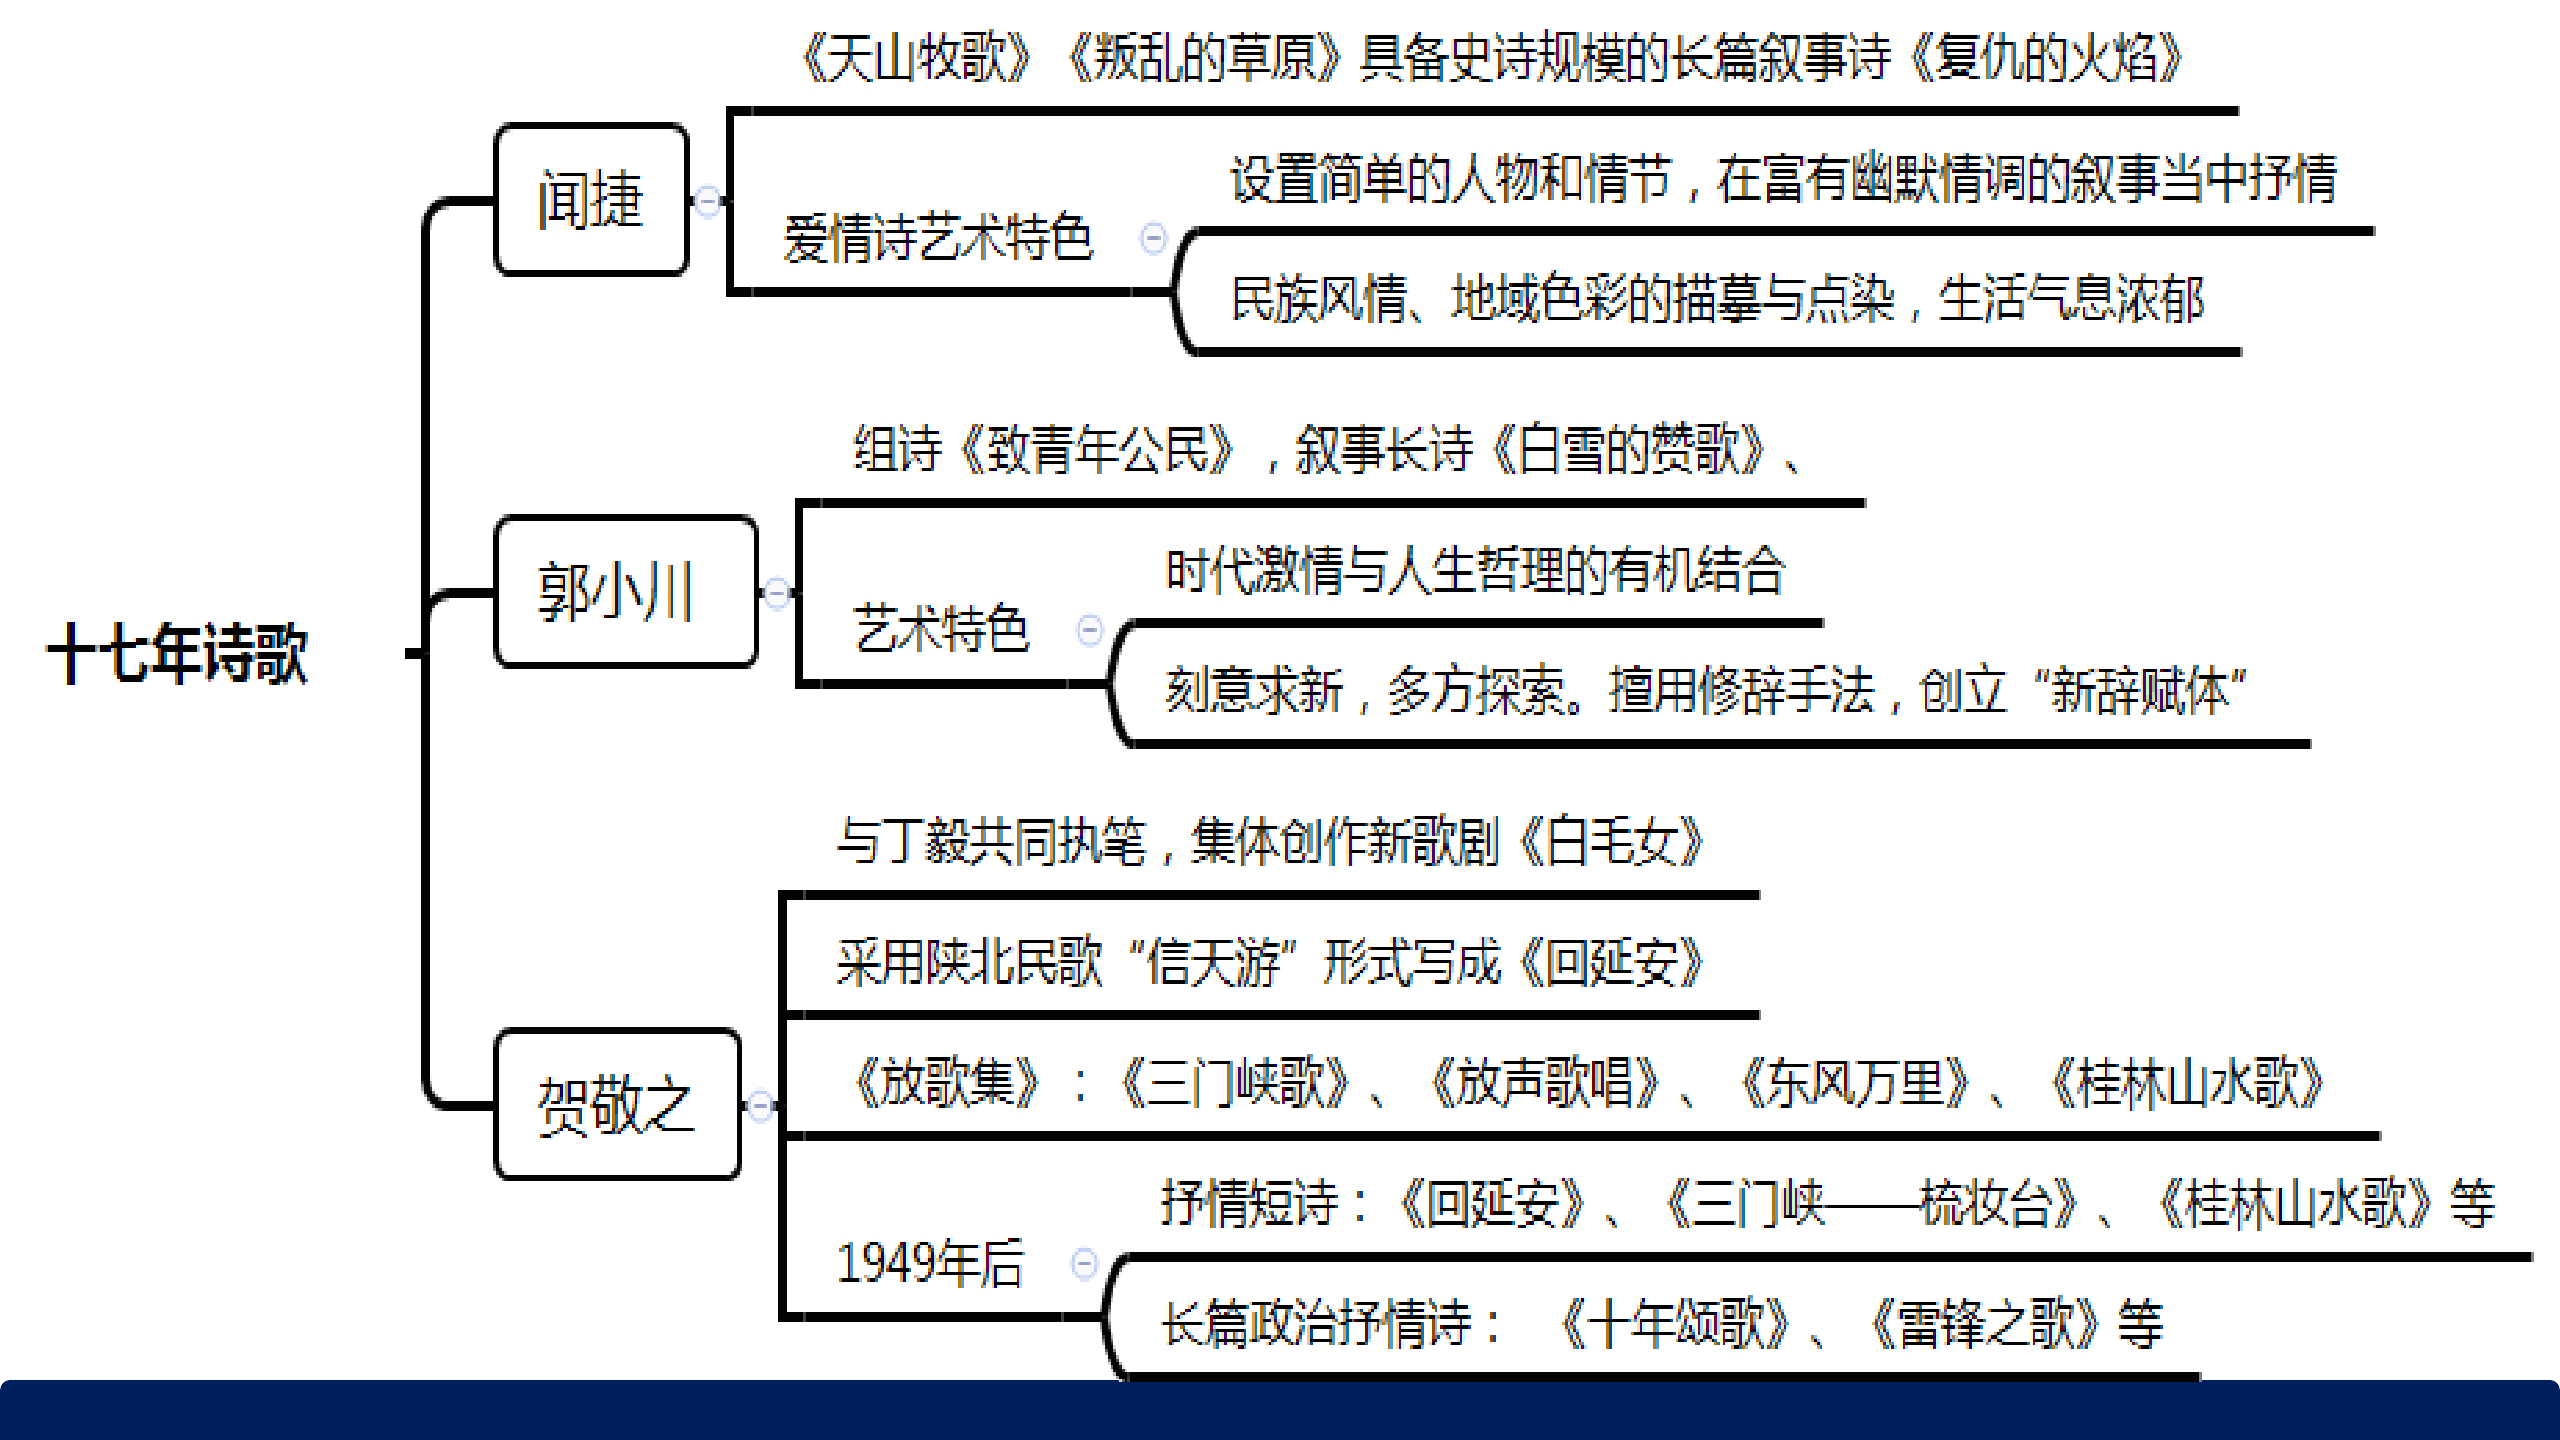 十七年诗歌
闻捷
《天山牧歌》《叛乱的草原》具备史诗规模的长篇叙事诗《复仇的火焰》
爱情诗艺术特色
设置简单的人物和情节，在富有幽默情调的叙事当中抒情
民族风情、地域色彩的描摹与点染，生活气息浓郁
郭小川
组诗《致青年公民》，叙事长诗《白雪的赞歌》、
艺术特色
时代激情与人生哲理的有机结合
刻意求新，多方探索。擅用修辞手法，创立“新辞赋体”
贺敬之
与丁毅共同执笔，集体创作新歌剧《白毛女》
采用陕北民歌“信天游”形式写成《回延安》
《放歌集》：《三门峡歌》、《放声歌唱》、《东风万里》、《桂林山水歌》
1949年后
抒情短诗：《回延安》、《三门峡——梳妆台》、《桂林山水歌》等
长篇政治抒情诗： 《十年颂歌》、《雷锋之歌》等